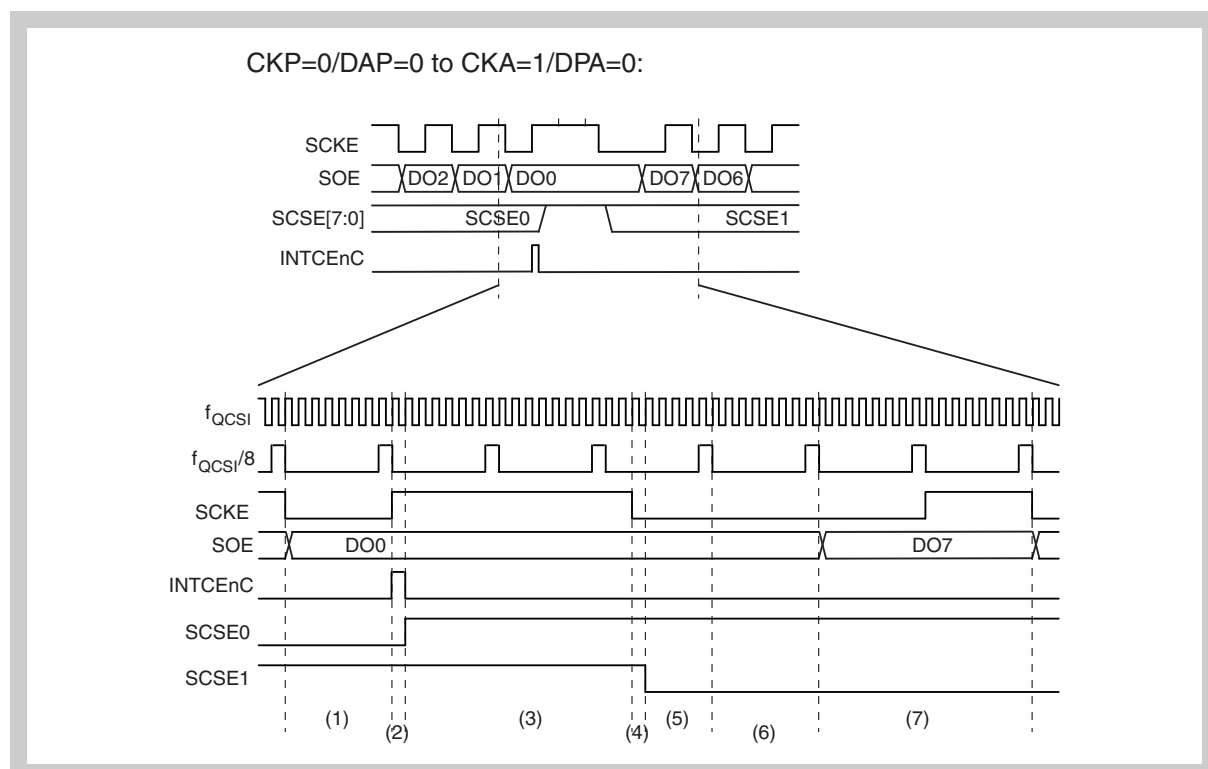 CKP=0/DAP=0 to CKA=1/DPA=0:
SCKE
SOE DO2 DO1 DO0 DO7 DO6
SCSE[7:0] SCSE0 SCSE1
INTCEnC
fQCSI
fQCSI/8
SCKE
SOE DO0 DO7
INTCEnC
SCSE0
SCSE1
(1) (2) (3) (4) (5) (6) (7)